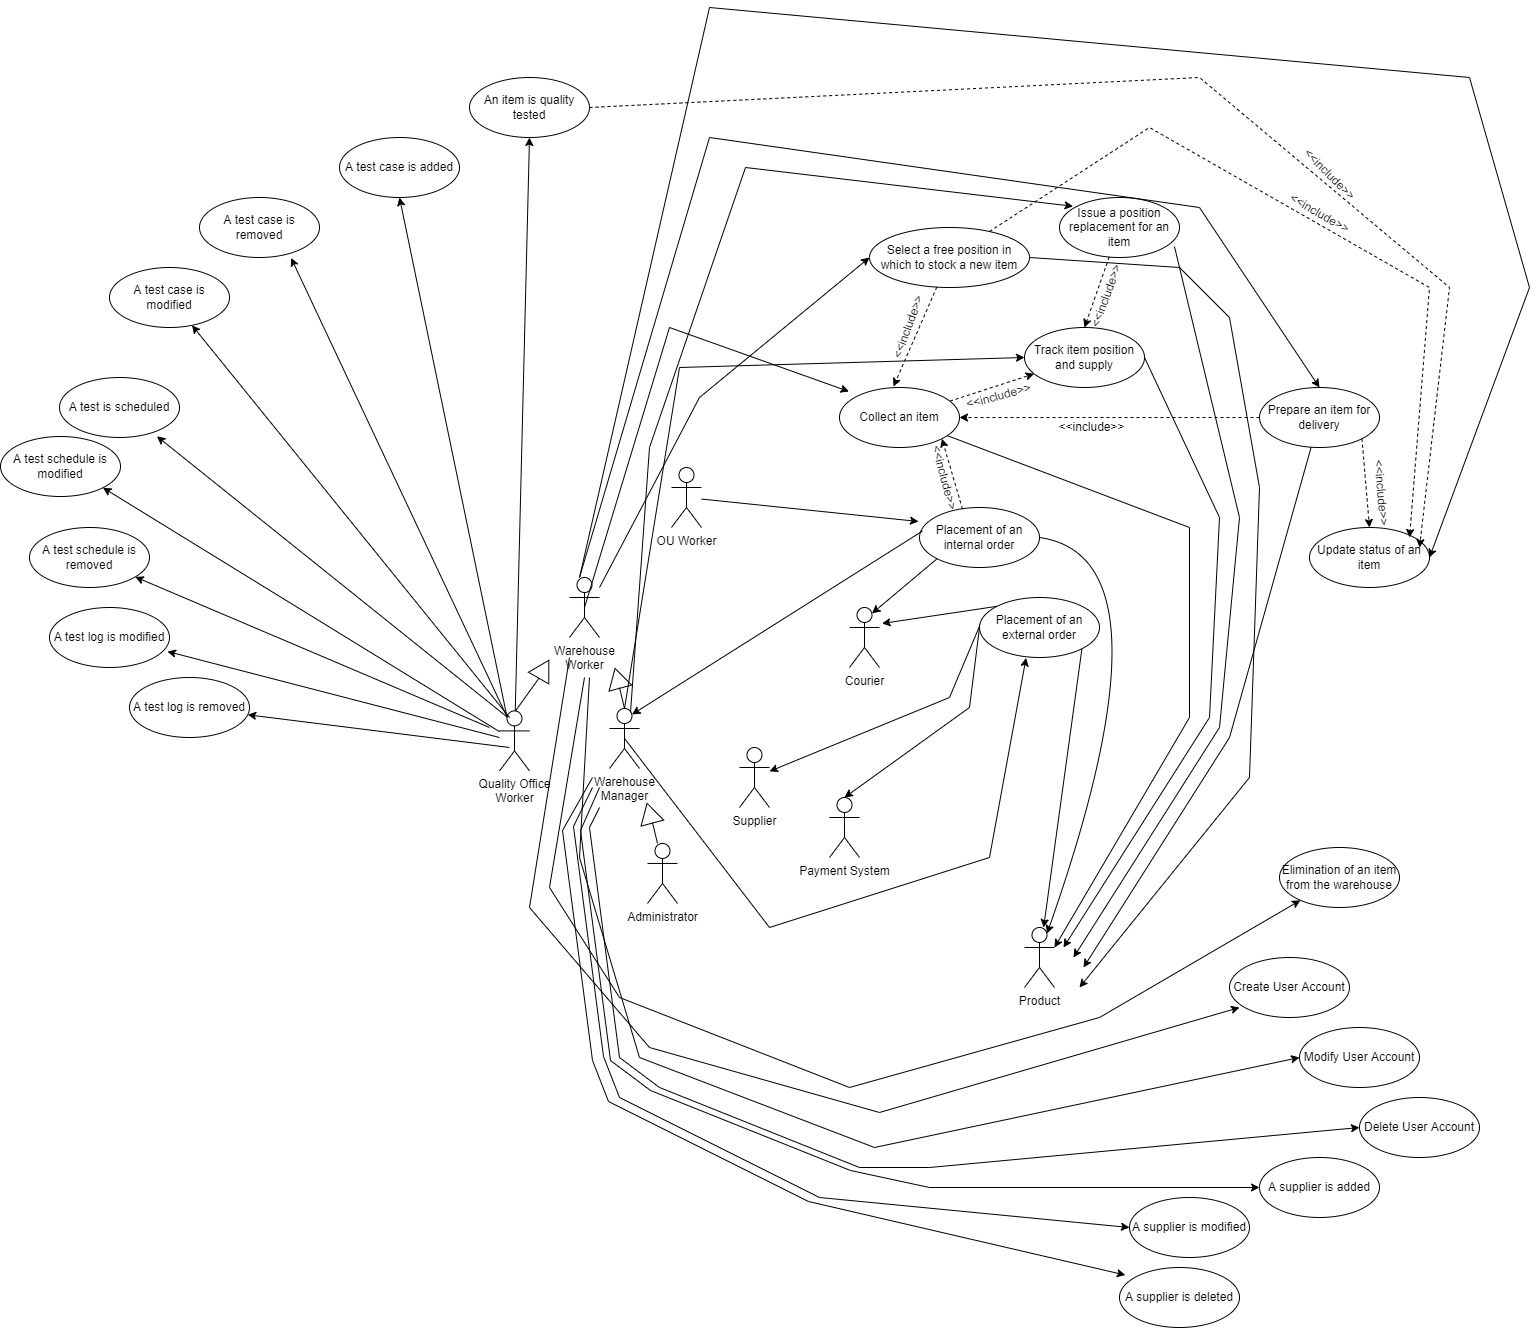 An item is quality
tested
A test case is added
<<include>>
<<include>>
A test case is
removed
Issue a position
replacement for an
item
Select a free position in
which to stock a new item
A test case is
modified
<<include>>
<<include>>
Track item position
and supply
A test is scheduled
<<include>>
Collect an item
<<include>>
Prepare an item for
delivery
A test schedule is
modified
<<include>>
<<include>>
OU Worker
Placement of an
internal order
A test schedule is
removed
Update status of an
item
Placement of an
external order
A test log is modified
Warehouse
Worker
Courier
A test log is removed
Quality Office
Worker
Warehouse
Manager
Supplier
Payment System
Elimination of an item
from the warehouse
Administrator
Create User Account
Product
Modify User Account
Delete User Account
A supplier is added
A supplier is modified
A supplier is deleted